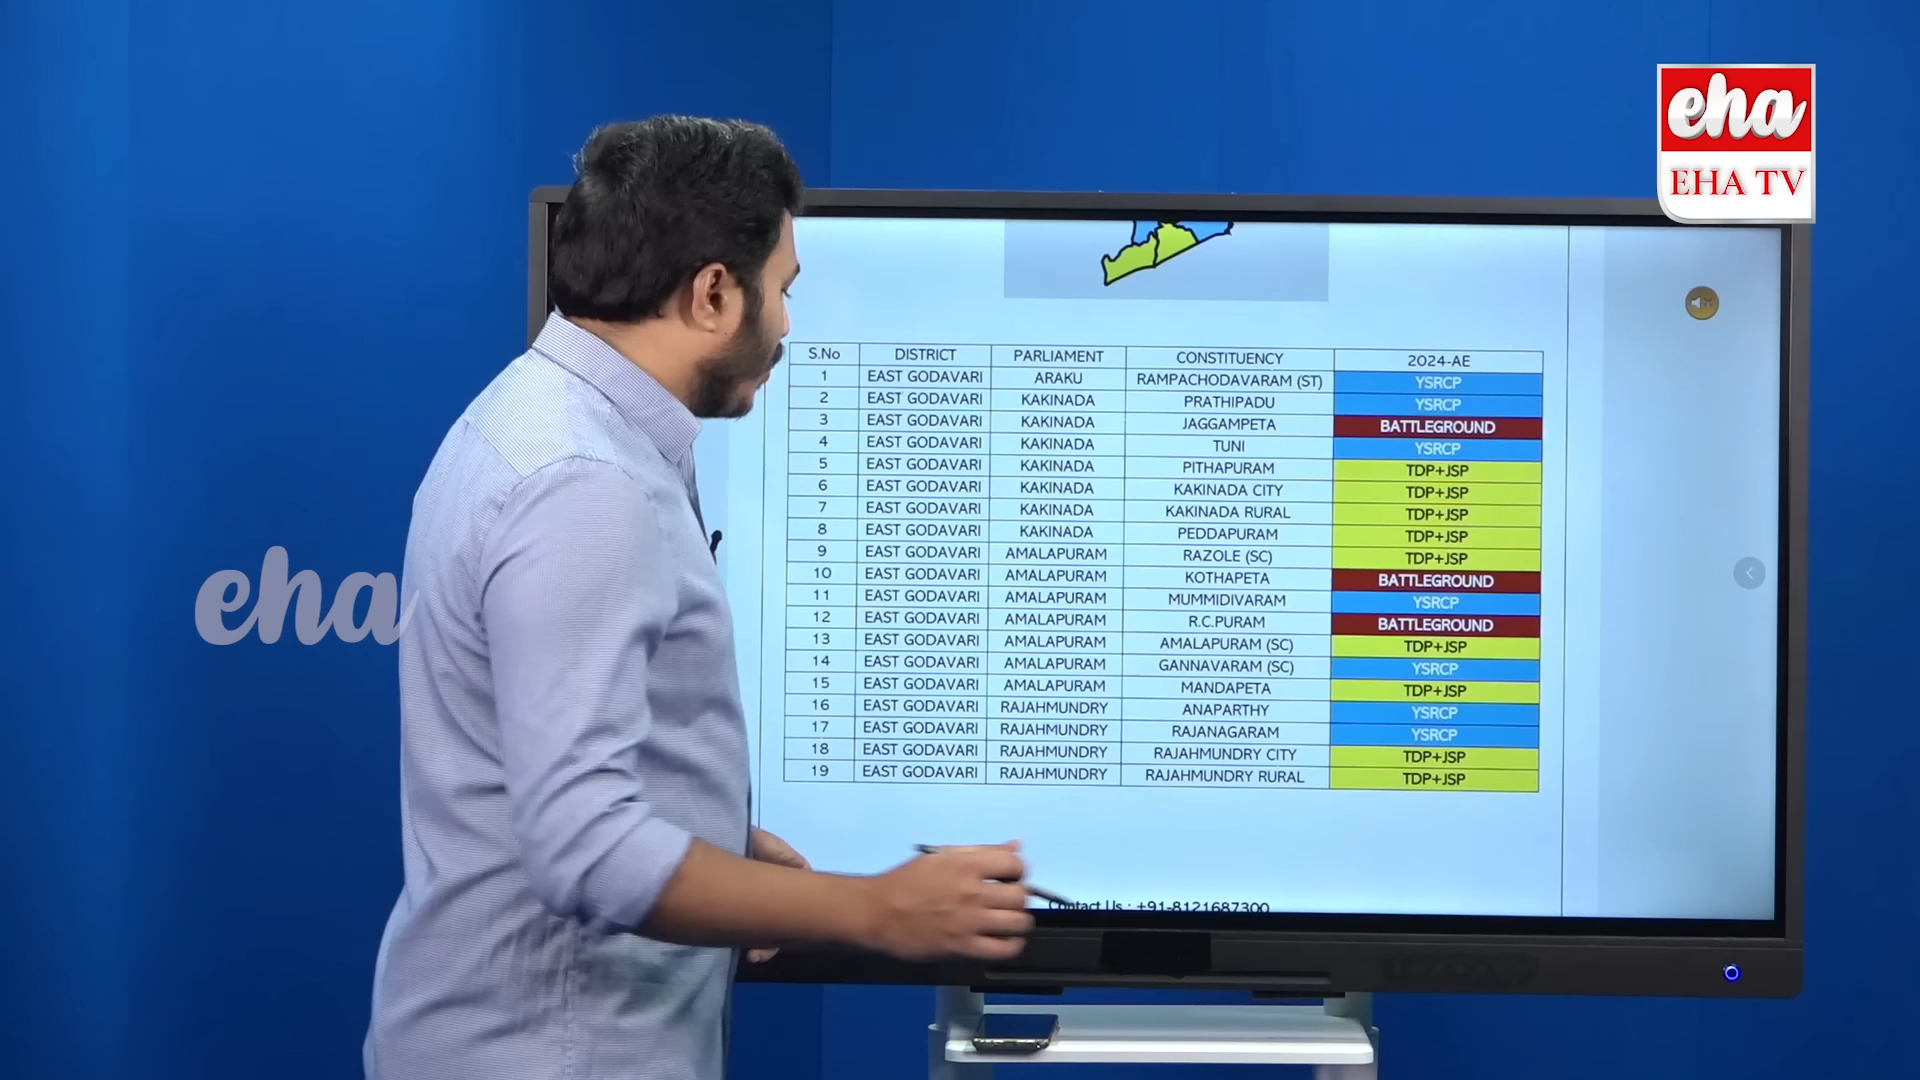 eha
EHA TV
S.No DISTRICT PARLIAMENT CONSTITUENCY 2024-AE
1 EAST GODAVARI ARAKU RAMPACHODAVARAM (ST) YSRCP
2 EAST GODAVARI KAKINADA PRATHIPADU YSRCP
3 EAST GODAVARI KAKINADA JAGGAMPETA BATTLEGROUND
4 EAST GODAVARI KAKINADA TUNI YSRCP
5 EAST GODAVARI KAKINADA PITHAPURAM TDP+JSP
6 EAST GODAVARI KAKINADA KAKINADA CITY TDP+JSP
7 EAST GODAVARI KAKINADA KAKINADA RURAL TDP+JSP
8 EAST GODAVARI KAKINADA PEDDAPURAM TDP+JSP
9 EAST GODAVARI AMALAPURAM RAZOLE (SC) TDP+JSP
10 EAST GODAVARI AMALAPURAM KOTHAPETA BATTLEGROUND
11 EAST GODAVARI AMALAPURAM MUMMIDIVARAM YSRCP
12 EAST GODAVARI AMALAPURAM R.C.PURAM BATTLEGROUND
13 EAST GODAVARI AMALAPURAM AMALAPURAM (SC) TDP+JSP
14 EAST GODAVARI AMALAPURAM GANNAVARAM (SC) YSRCP
15 EAST GODAVARI AMALAPURAM MANDAPETA TDP+JSP
16 EAST GODAVARI RAJAHMUNDRY ANAPARTHY YSRCP
17 EAST GODAVARI RAJAHMUNDRY RAJANAGARAM YSRCP
18 EAST GODAVARI RAJAHMUNDRY RAJAHMUNDRY CITY TDP+JSP
19 EAST GODAVARI RAJAHMUNDRY RAJAHMUNDRY RURAL TDP+JSP
eha
Contact Us : +91-8121687300